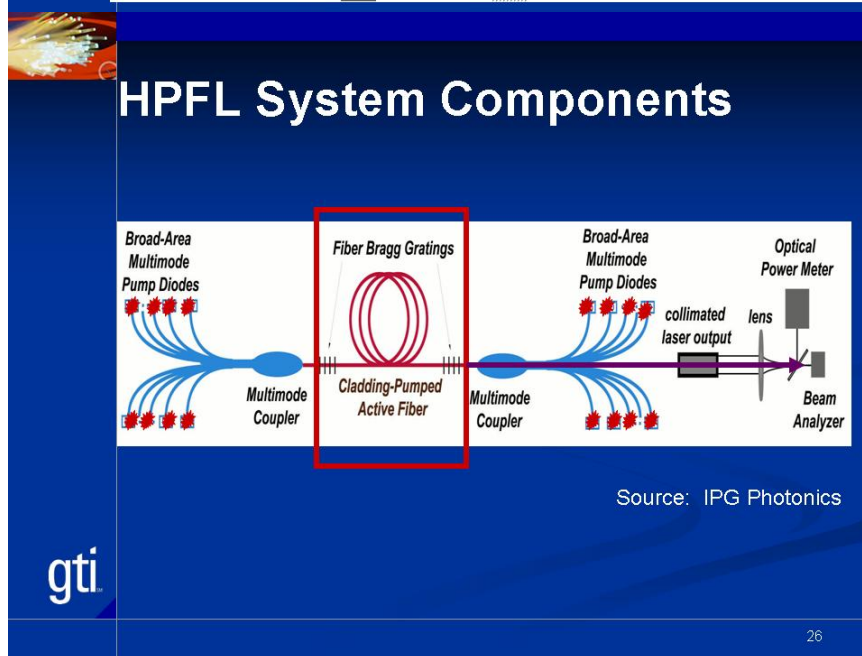 HPFL System Components
Broad-Area
Multimode
Pump Diodes
Fiber Bragg Gratings
Broad-Area
Multimode
Pump Diodes
Optical
Power Meter
collimated
laser output
lens
Multimode
Coupler
Cladding-Pumped
Active Fiber
Multimode
Coupler
Beam
Analyzer
Source: IPG Photonics
gti
26